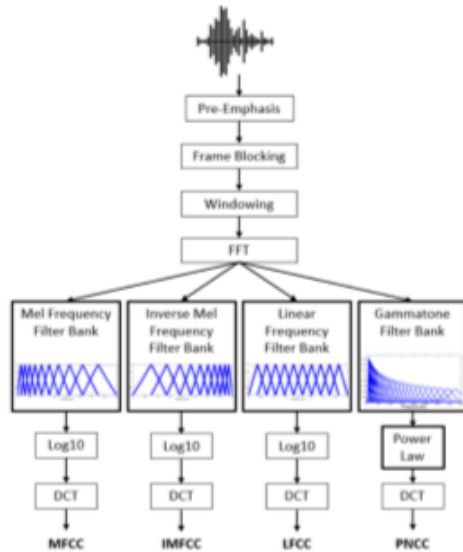 Pre-Emphasis
Frame Blocking
Windowing
FFT
Mel Frequency
Filter Bank
Inverse Mel
Frequency
Filter Bank
Linear
Frequency
Filter Bank
Gammatone
Filter Bank
Log10
Log10
Log10
Power
Law
DCT
DCT
DCT
DCT
MFCC
IMFCC
LFCC
PNCC